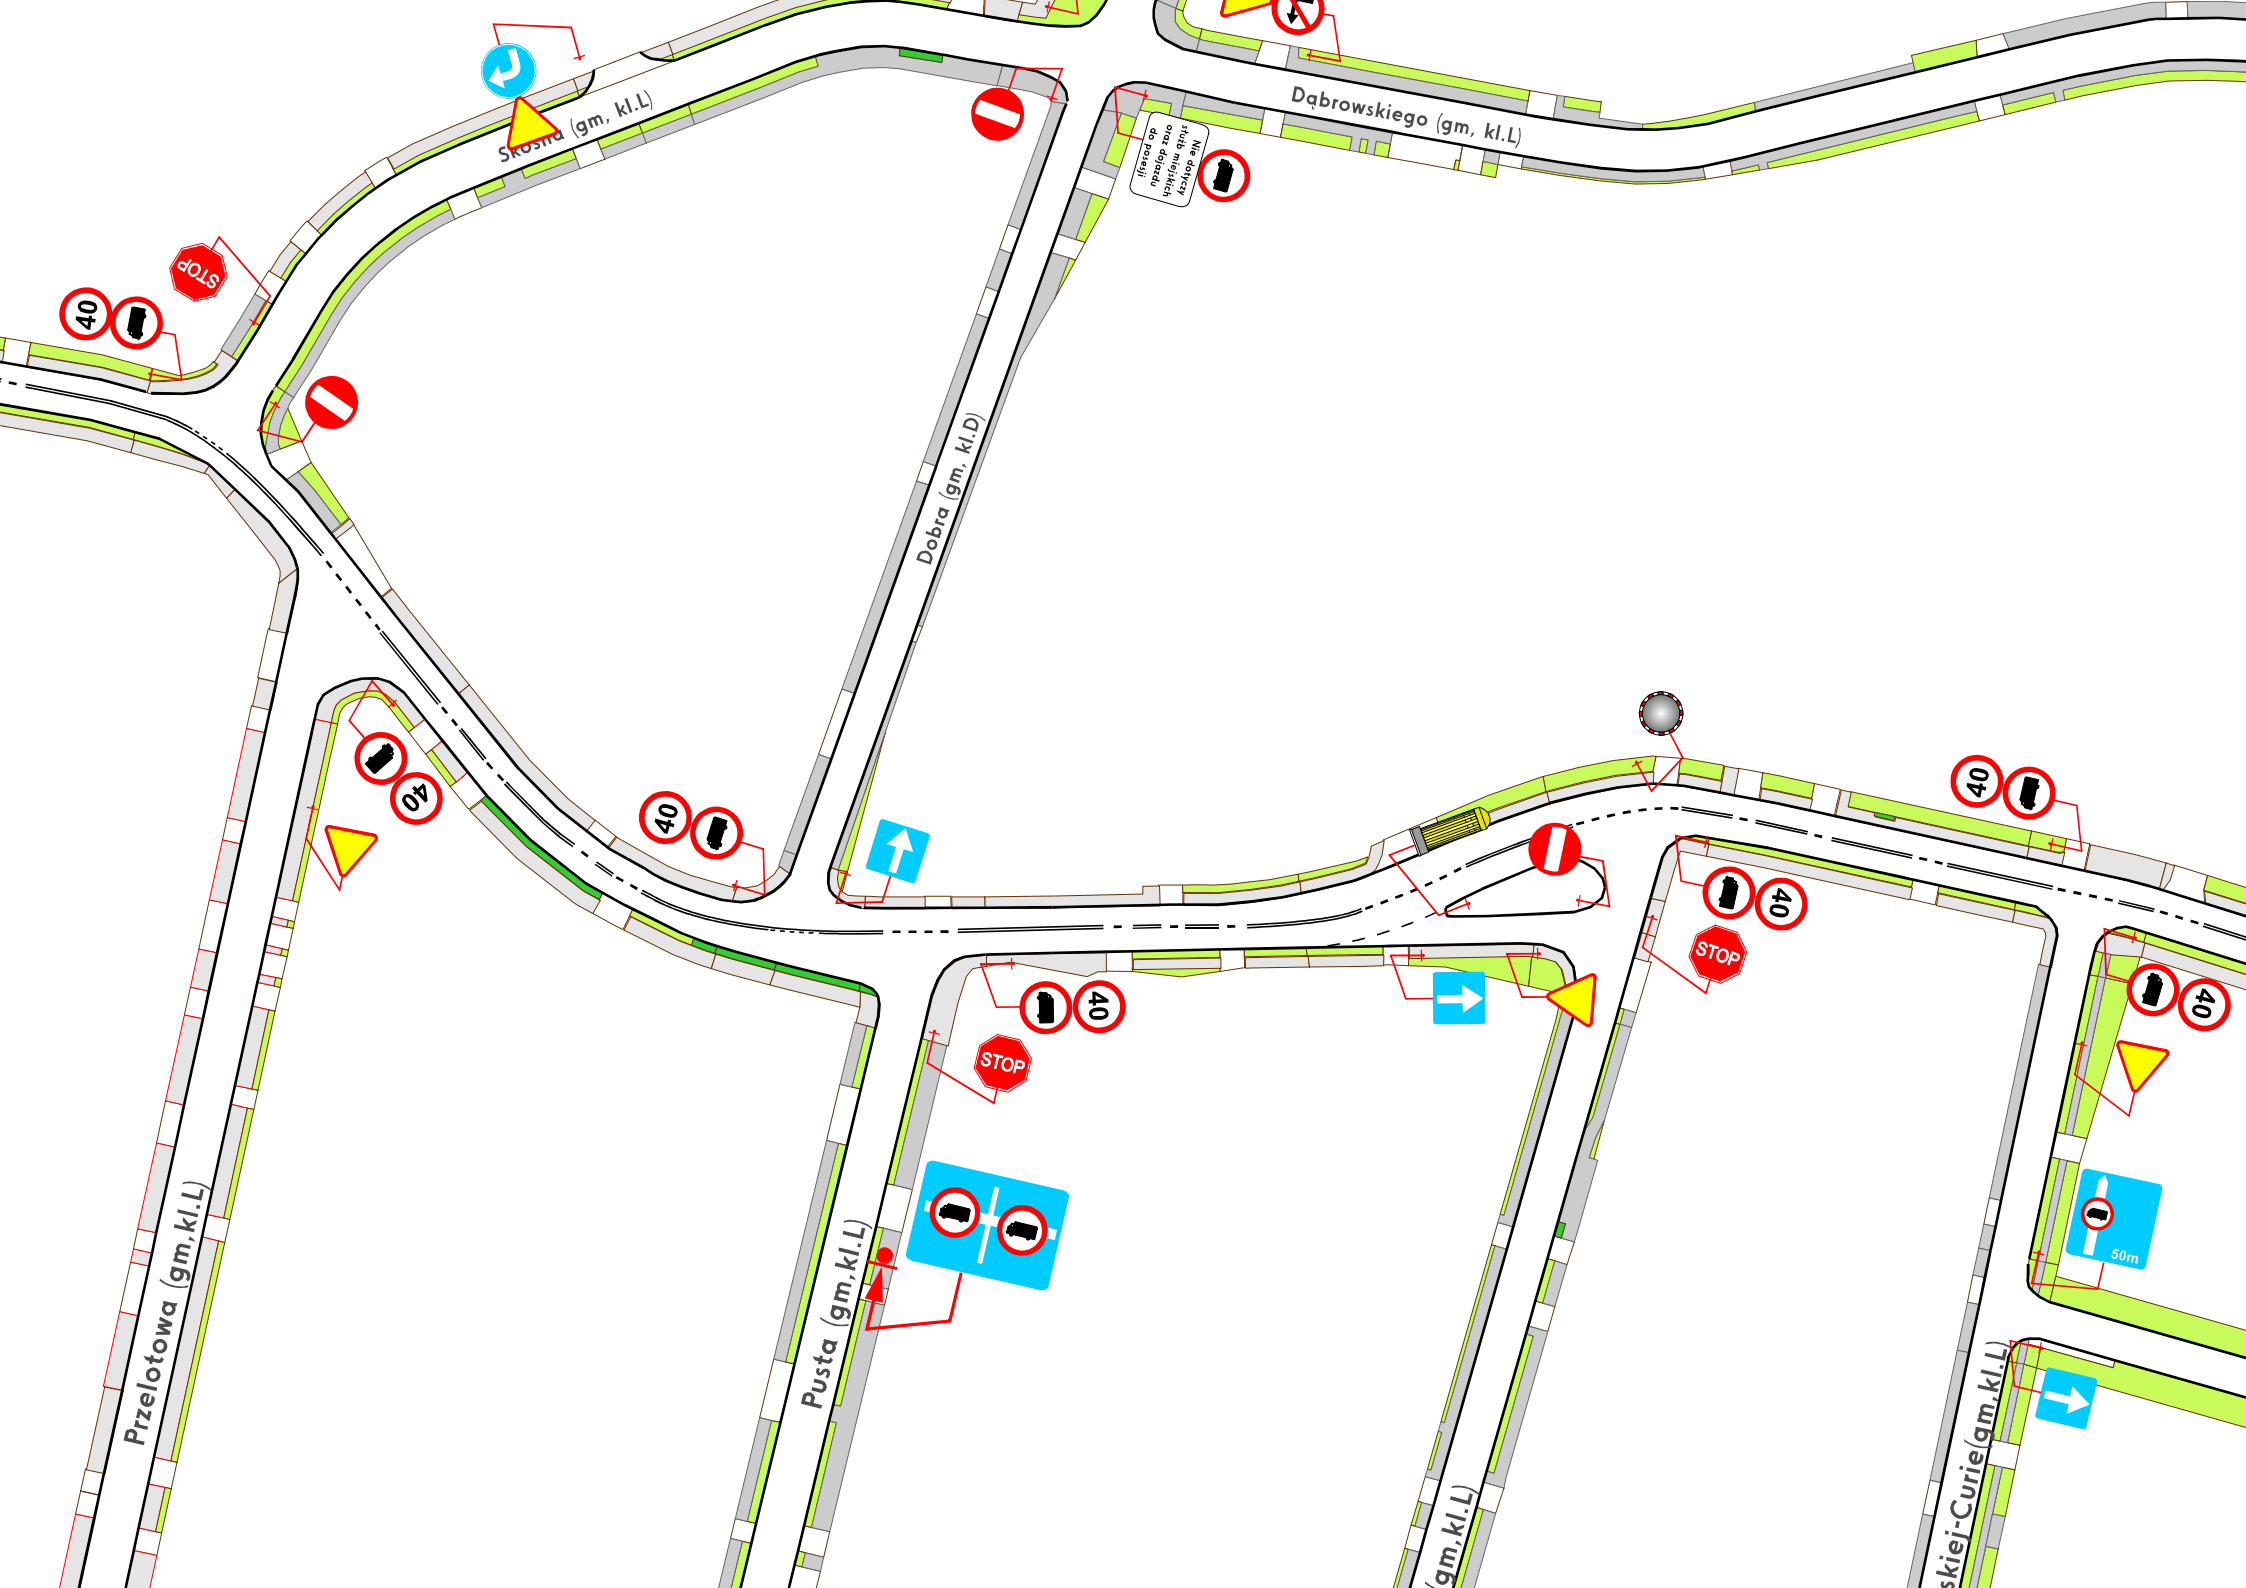 Skośna (gm, kl.L)
Dąbrowskiego (gm, kl.L)
Nie dotyczy
służb miejskich
oraz dojazdu
do posesji
STOP
40
Dobra (gm, kl.D)
40
40
40
40
40
STOP
40
STOP
40
50m
Przelotowa (gm,kl.L)
Pusta (gm,kl.L)
gm,kl.L)
skiej-Curie(gm,kl.L)